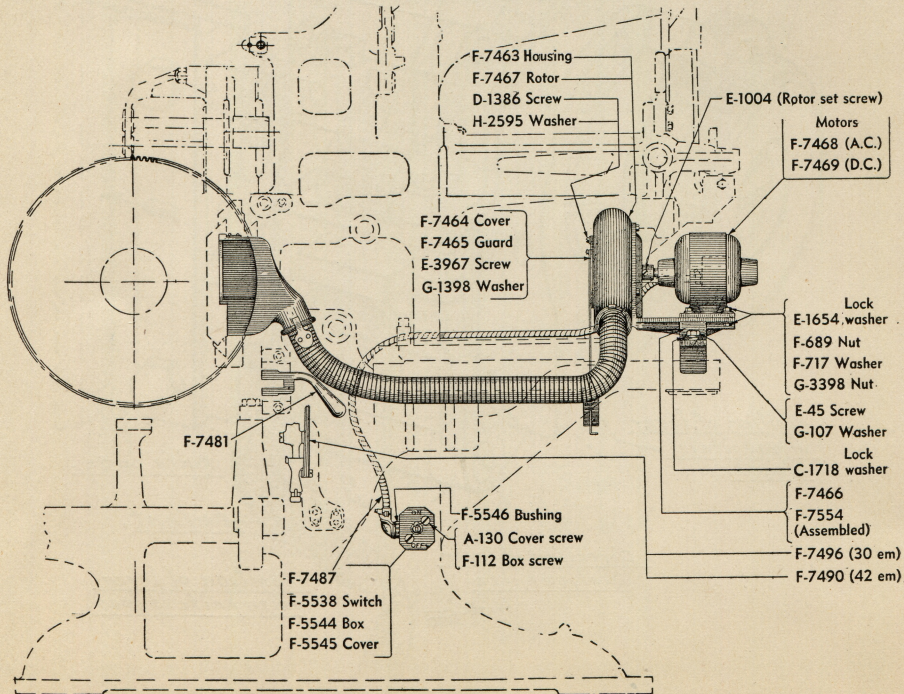 F-7463 Housing
F-7467 Rotor
D-1386 Screw
H-2595 Washer
E-1004 (Rotor set screw)
Motors
F-7468 (A.C.)
F-7469 (D.C.)
F-7464 Cover
F-7465 Guard
E-3967 Screw
G-1398 Washer
Lock
E-1654 washer
F-689 Nut
F-717 Washer
G-3398 Nut
E-45 Screw
G-107 Washer
Lock
C-1718 washer
F-7466
F-7554
(Assembled)
F-7496 (30 em)
F-7490 (42 em)
F-7481
F-5546 Bushing
A-130 Cover screw
F-112 Box screw
OFF
F-7487
F-5538 Switch
F-5544 Box
F-5545 Cover